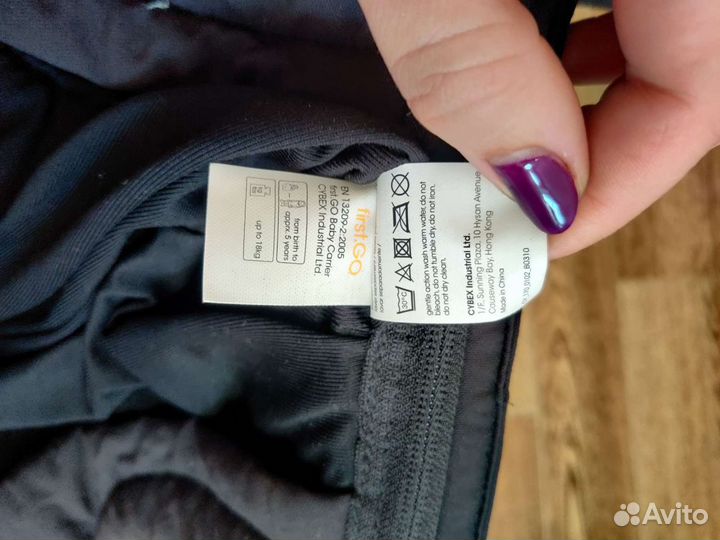 first.GO
EN 13209-2:2005
first.GO Baby Carrier
CYBEX Industrial Ltd.
from birth to
approx. 5 years
up to 18kg
30°C
gentle action wash warm water, do not
bleach, do not tumble dry, do not iron,
do not dry clean.
CYBEX Industrial Ltd.
1/F, Sunning Plaza, 10 Hysan Avenue
Causeway Bay, Hong Kong
Made in China
Avito